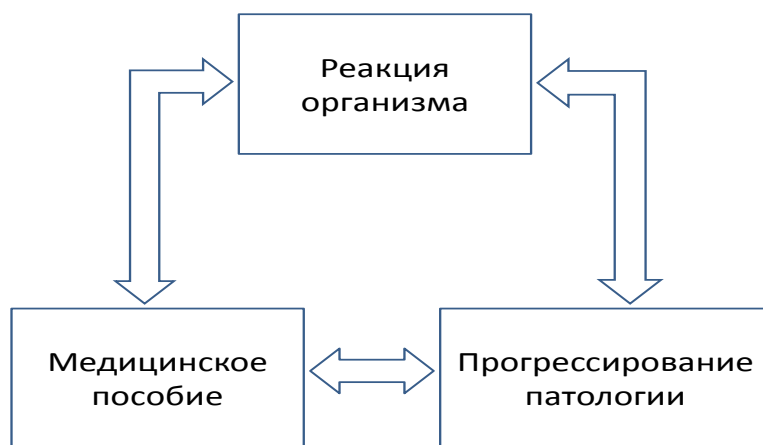 Реакция
организма
Медицинское
пособие
Прогрессирование
патологии